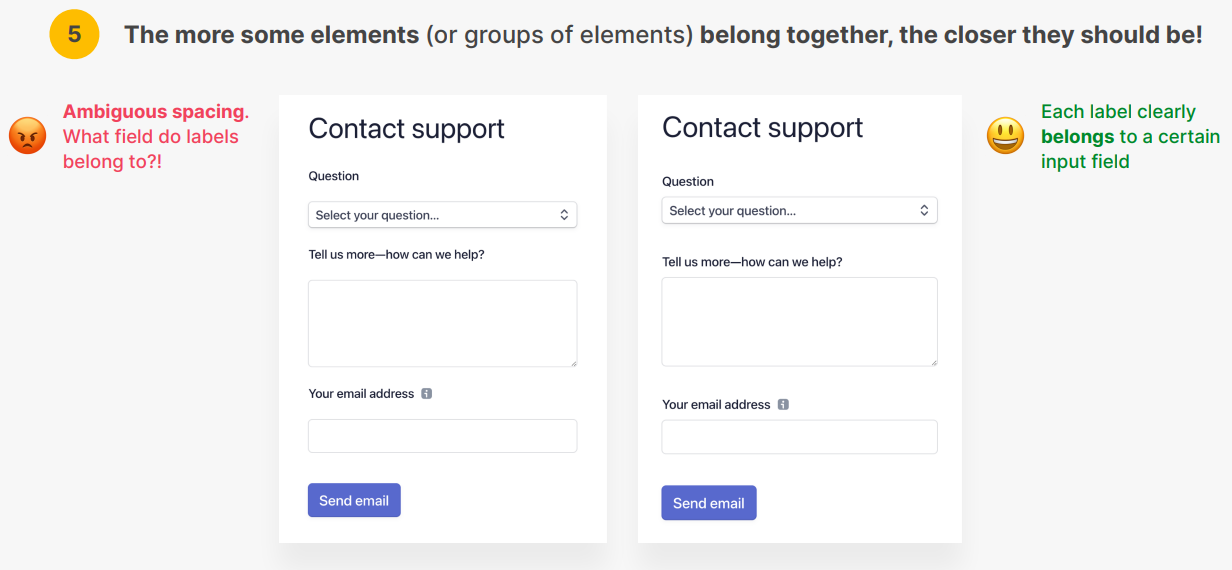 5
The more some elements (or groups of elements) belong together, the closer they should be!
Ambiguous spacing.
What field do labels
belong to?!
Contact support
Question
Select your question...
Tell us more—how can we help?
Your email address
Send email
Contact support
Question
Select your question...
Tell us more—how can we help?
Your email address
Send email
Each label clearly
belongs to a certain
input field